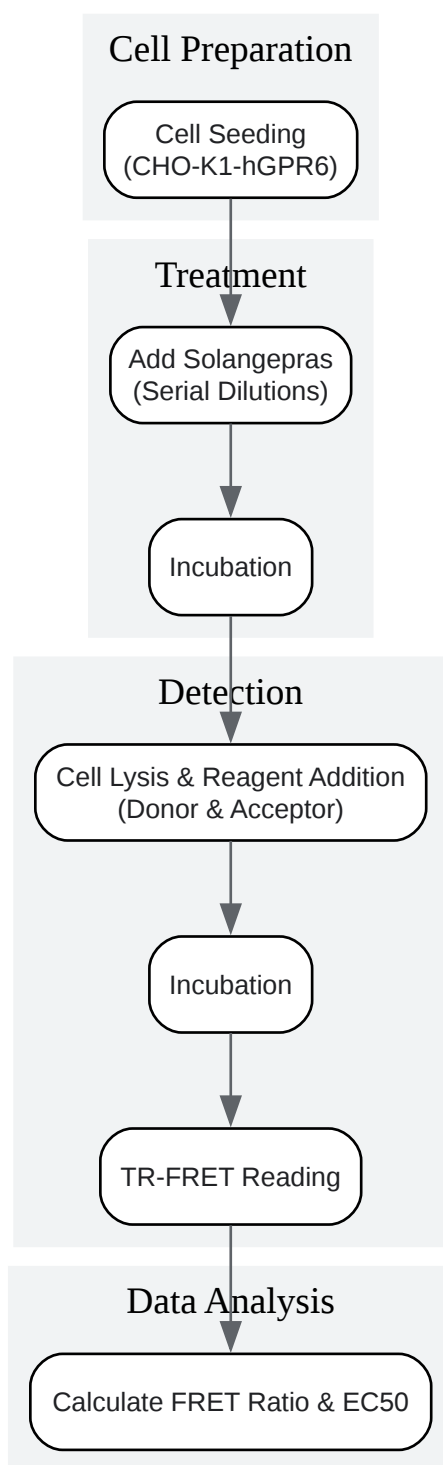 Cell Preparation
Cell Seeding
(CHO-K1-hGPR6)
Treatment
Add Solangepras
(Serial Dilutions)
Incubation
Detection
Cell Lysis & Reagent Addition
(Donor & Acceptor)
Incubation
TR-FRET Reading
Data Analysis
Calculate FRET Ratio & EC50